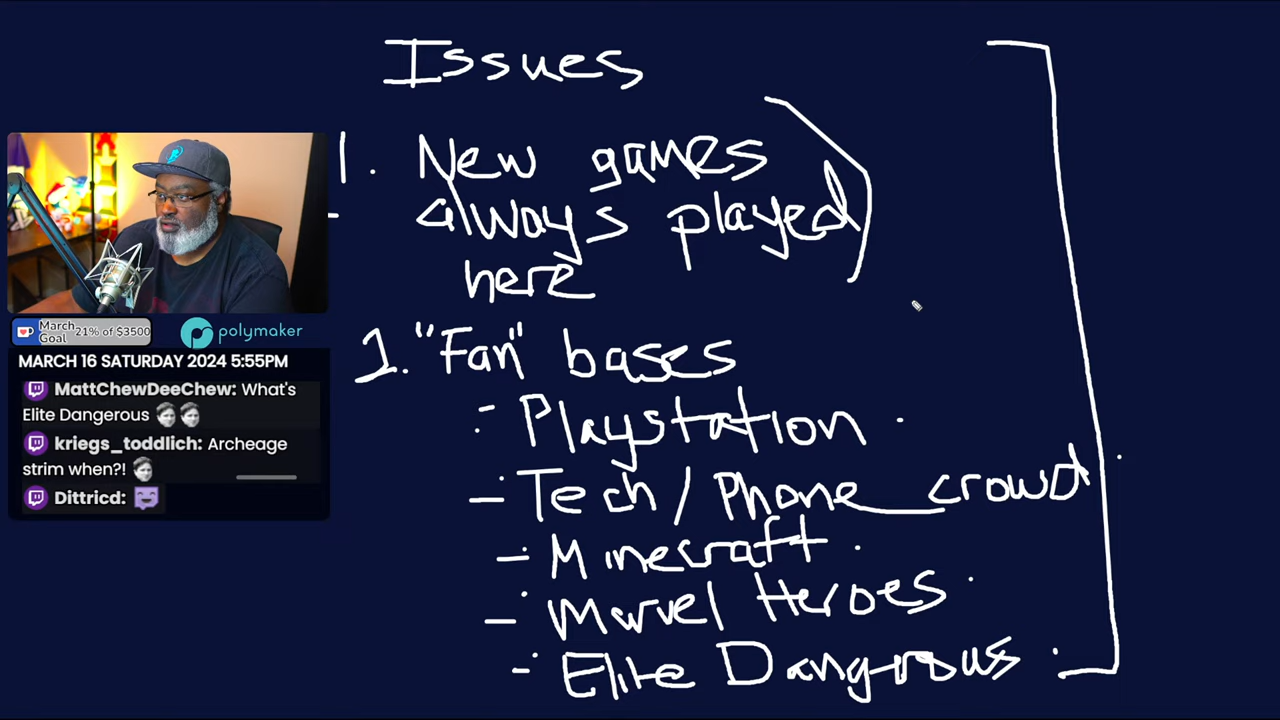 Issues
1. New games
- always played
here
1. "Fan" bases
- Playstation
- Tech / Phone crowd
- Minecraft
- Marvel Heroes
- Elite Dangerous
March
Goal
21% of $3500
polymaker
MARCH 16 SATURDAY 2024 5:55PM
MattChewDeeChew: What's
Elite Dangerous
kriegs_toddlich: Archeage
strim when?!
Dittricd: